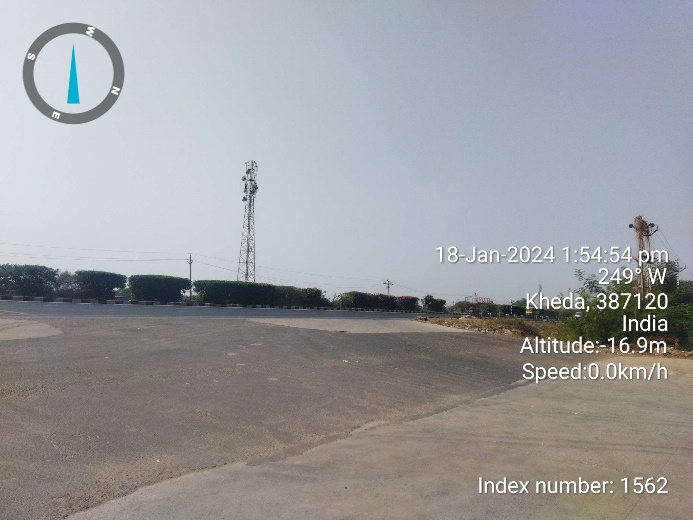 W
S
N
E
18-Jan-2024 1:54:54 pm
249° W
Kheda, 387120
India
Altitude:-16.9m
Speed:0.0km/h
Index number: 1562